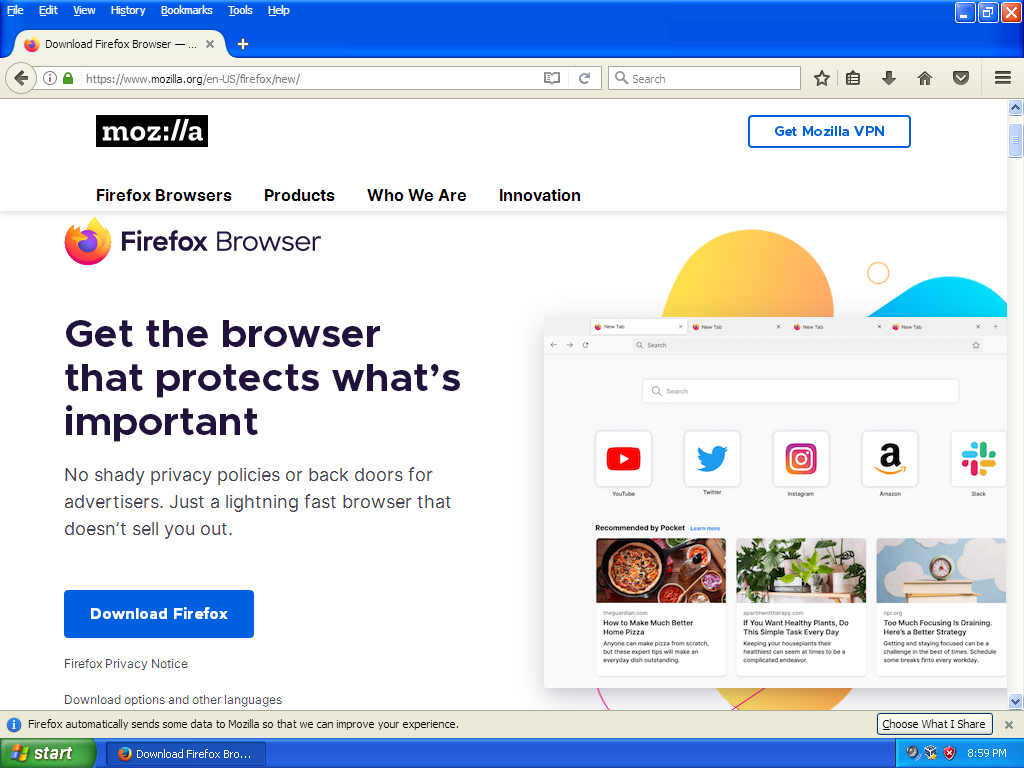 File Edit View History Bookmarks Tools Help
Download Firefox Browser — ...
https://www.mozilla.org/en-US/firefox/new/
Search
moz://a
Get Mozilla VPN
Firefox Browsers Products Who We Are Innovation
Firefox Browser
Get the browser
that protects what's
important
No shady privacy policies or back doors for
advertisers. Just a lightning fast browser that
doesn't sell you out.
Download Firefox
Firefox Privacy Notice
Download options and other languages
New Tab New Tab New Tab New Tab
Search
Search
YouTube Twitter Instagram Amazon Slack
Recommended by Pocket Learn more
theguardian.com
How to Make Much Better
Home Pizza
Anyone can make pizza from scratch,
but these expert tips will make an
everyday dish outstanding.
apartmenttherapy.com
If You Want Healthy Plants, Do
This Simple Task Every Day
Keeping your houseplants their
healthiest can seem at times to be a
complicated endeavor.
npr.org
Too Much Focusing Is Draining.
Here's a Better Strategy
Getting and staying focused can be a
challenge in the best of times. Schedule
some breaks finto every workday.
Firefox automatically sends some data to Mozilla so that we can improve your experience.
Choose What I Share
start
Download Firefox Bro...
8:59 PM